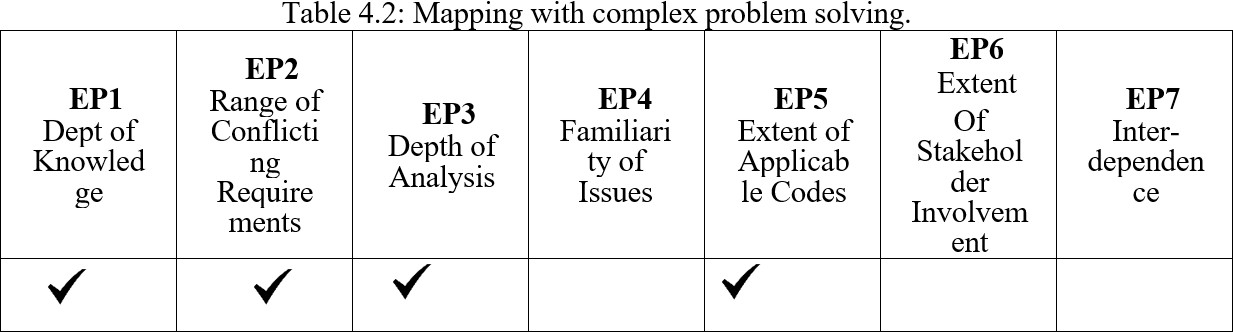 Table 4.2: Mapping with complex problem solving.
EP1
Dept of
Knowled
ge
EP2
Range of
Conflicti
ng
Require
ments
EP3
Depth of
Analysis
EP4
Familiari
ty of
Issues
EP5
Extent of
Applicab
le Codes
EP6
Extent
Of
Stakehol
der
Involvem
ent
EP7
Inter-
dependen
ce
✓ ✓ ✓ ✓